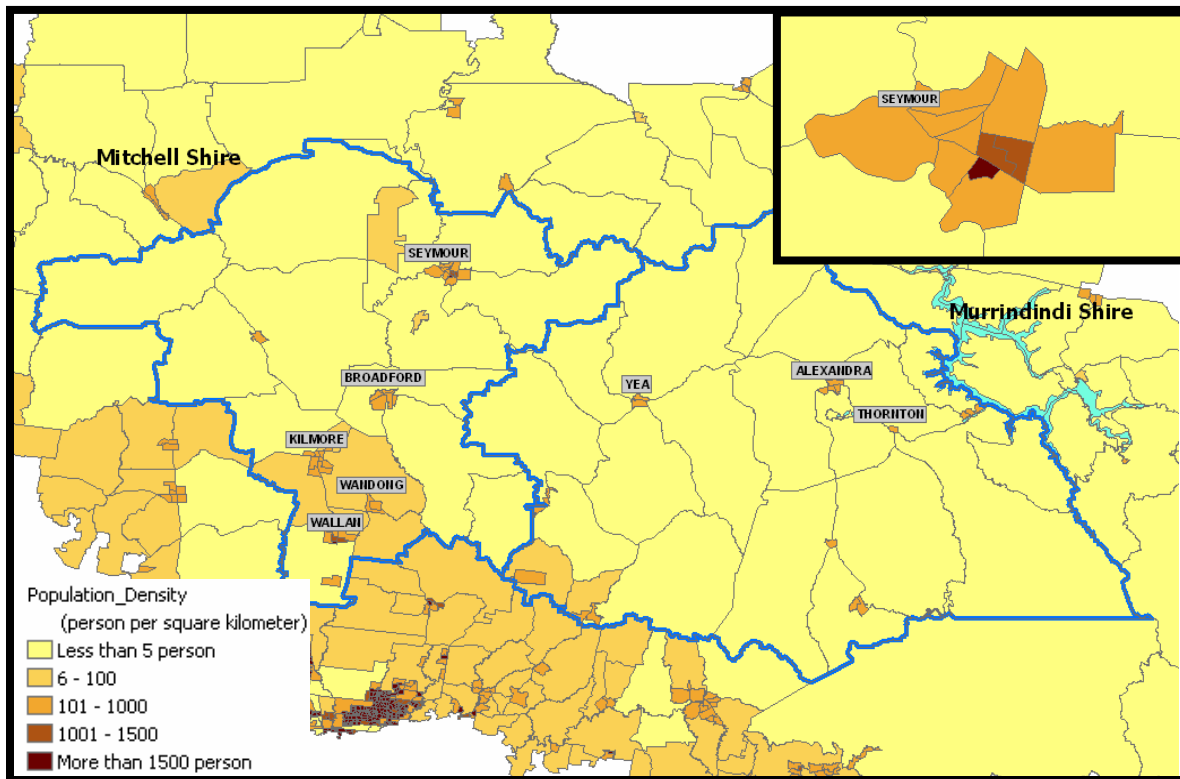 SEYMOUR
Mitchell Shire
SEYMOUR
Murrindindi Shire
BROADFORD
YEA
ALEXANDRA
THORNTON
KILMORE
WANDONG
WALLAN
Population_Density
(person per square kilometer)
Less than 5 person
6 - 100
101 - 1000
1001 - 1500
More than 1500 person